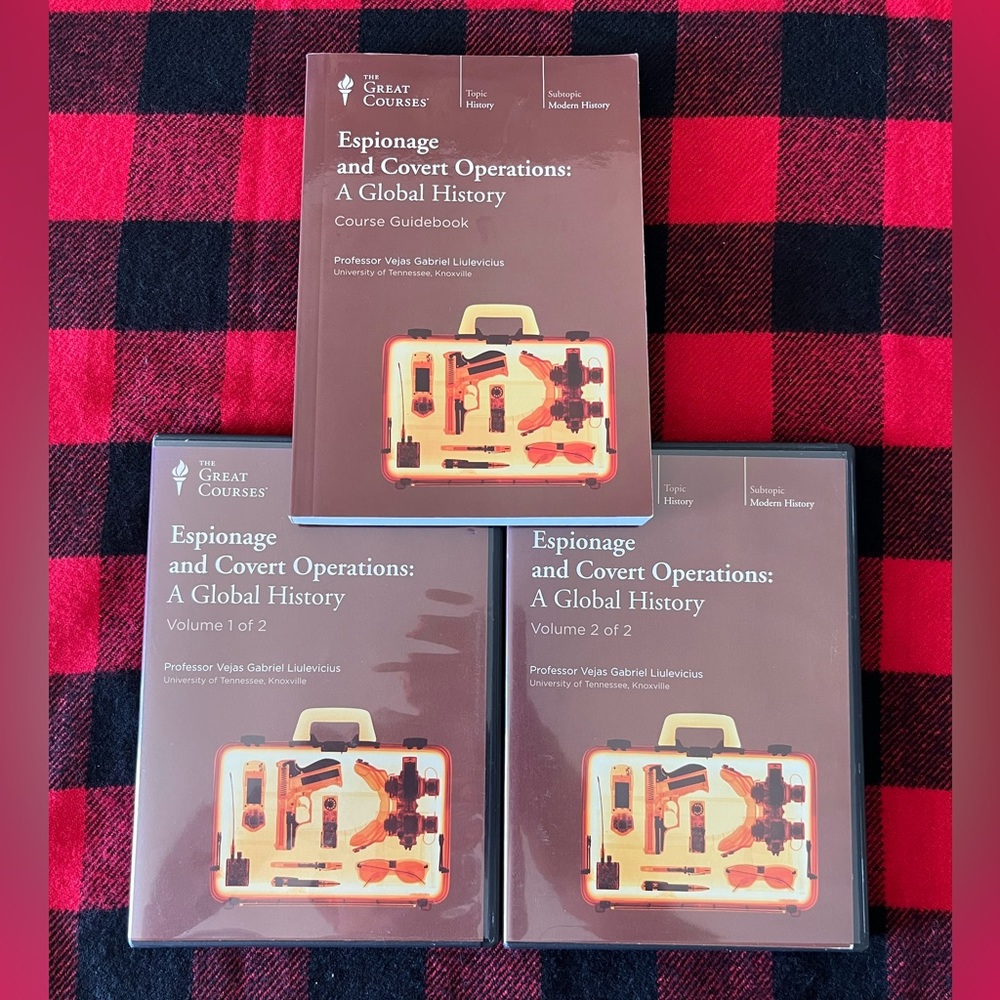 THE
GREAT
COURSES®
Topic
History
Subtopic
Modern History
Espionage
and Covert Operations:
A Global History
Course Guidebook
Professor Vejas Gabriel Liulevicius
University of Tennessee, Knoxville
THE
GREAT
COURSES®
Espionage
and Covert Operations:
A Global History
Volume 1 of 2
Professor Vejas Gabriel Liulevicius
University of Tennessee, Knoxville
Topic
History
Subtopic
Modern History
Espionage
and Covert Operations:
A Global History
Volume 2 of 2
Professor Vejas Gabriel Liulevicius
University of Tennessee, Knoxville